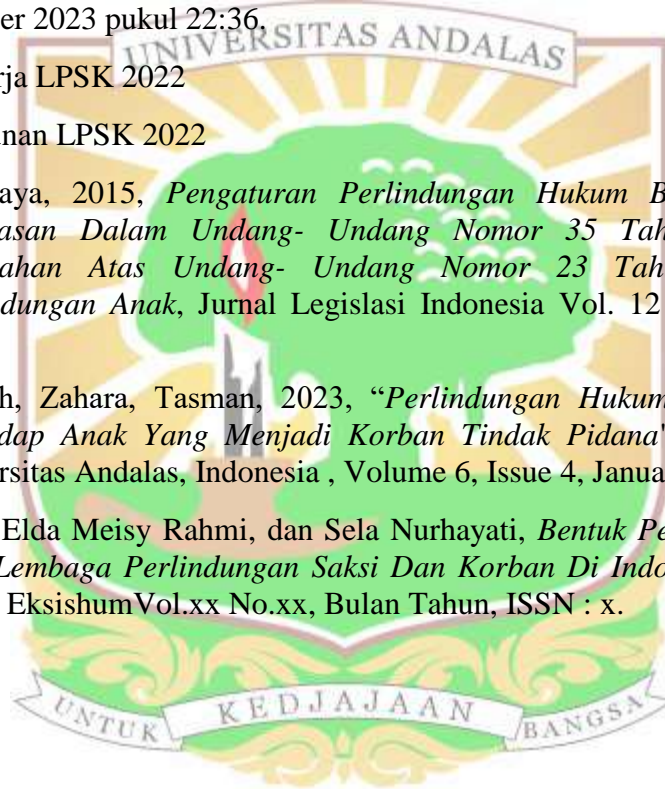 er 2023 pukul 22:36.
UNIVERSITAS ANDALAS
rja LPSK 2022
unan LPSK 2022
aya, 2015, Pengaturan Perlindungan Hukum B
asan Dalam Undang- Undang Nomor 35 Tah
ahan Atas Undang- Undang Nomor 23 Tah
dungan Anak, Jurnal Legislasi Indonesia Vol. 12
h, Zahara, Tasman, 2023, “Perlindungan Hukum
dap Anak Yang Menjadi Korban Tindak Pidana"
ersitas Andalas, Indonesia , Volume 6, Issue 4, Janua
Elda Meisy Rahmi, dan Sela Nurhayati, Bentuk Pe
Lembaga Perlindungan Saksi Dan Korban Di Indo
EksishumVol.xx No.xx, Bulan Tahun, ISSN : x.
UNTUK KEDJAJAAN BANGSA